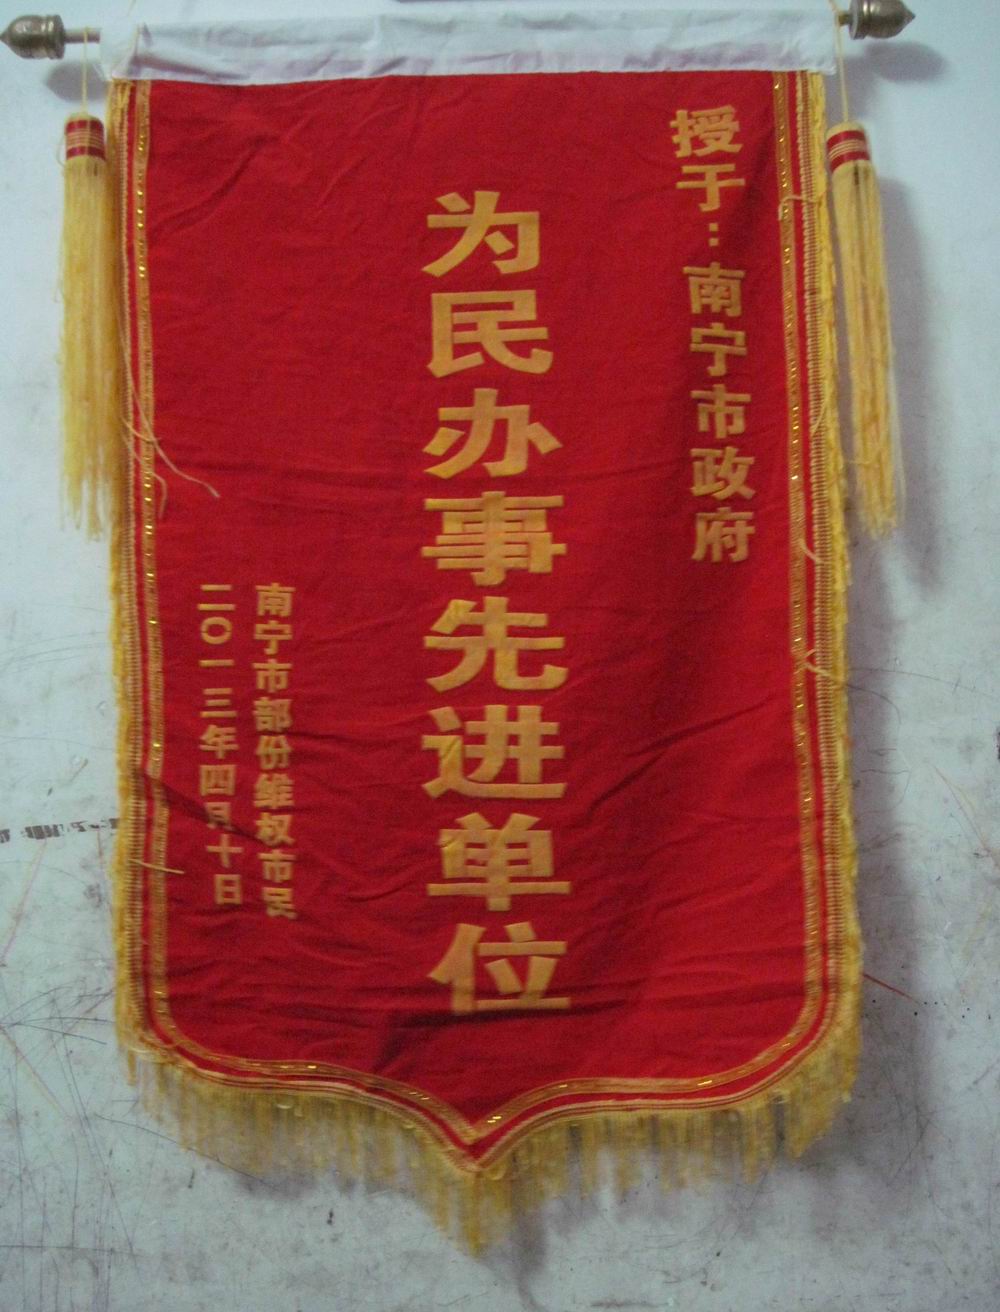 授于：南宁市政府
为民办事先进单位
南宁市部份维权市民
二〇一三年四月十日